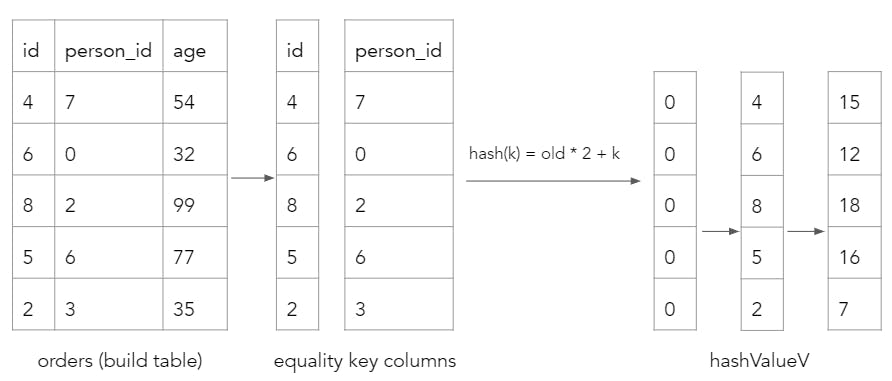 id person_id age id person_id
4 7 54 4 7 0 4 15
6 0 32 6 0 hash(k) = old * 2 + k 0 6 12
8 2 99 8 2 0 8 18
5 6 77 5 6 0 5 16
2 3 35 2 3 0 2 7
orders (build table) equality key columns hashValueV